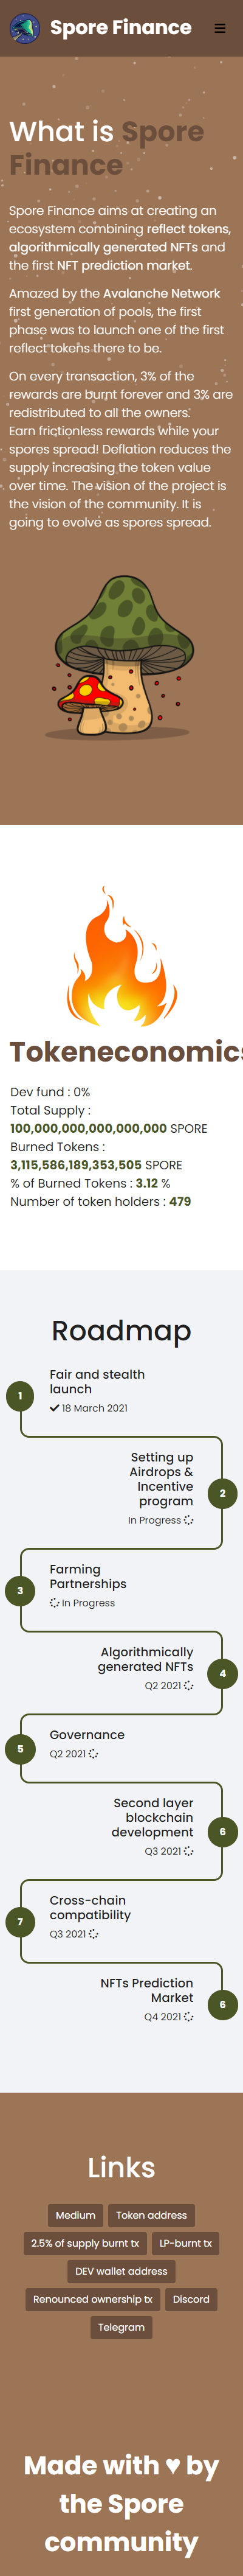 Spore Finance
What is Spore
Finance
Spore Finance aims at creating an
ecosystem combining reflect tokens,
algorithmically generated NFTs and
the first NFT prediction market.
Amazed by the Avalanche Network
first generation of pools, the first
phase was to launch one of the first
reflect tokens there to be.
On every transaction, 3% of the
rewards are burnt forever and 3% are
redistributed to all the owners.
Earn frictionless rewards while your
spores spread! Deflation reduces the
supply increasing the token value
over time. The vision of the project is
the vision of the community. It is
going to evolve as spores spread.
Tokeneconomics
Dev fund : 0%
Total Supply :
100,000,000,000,000,000 SPORE
Burned Tokens :
3,115,586,189,353,505 SPORE
% of Burned Tokens : 3.12 %
Number of token holders : 479
Roadmap
1
Fair and stealth
launch
18 March 2021
2
Setting up
Airdrops &
Incentive
program
In Progress
3
Farming
Partnerships
In Progress
4
Algorithmically
generated NFTs
Q2 2021
5
Governance
Q2 2021
6
Second layer
blockchain
development
Q3 2021
7
Cross-chain
compatibility
Q3 2021
6
NFTs Prediction
Market
Q4 2021
Links
Medium
Token address
2.5% of supply burnt tx
LP-burnt tx
DEV wallet address
Renounced ownership tx
Discord
Telegram
Made with ♥ by
the Spore
community